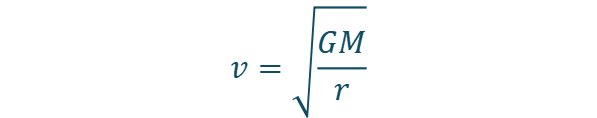 v = √(GM/r)